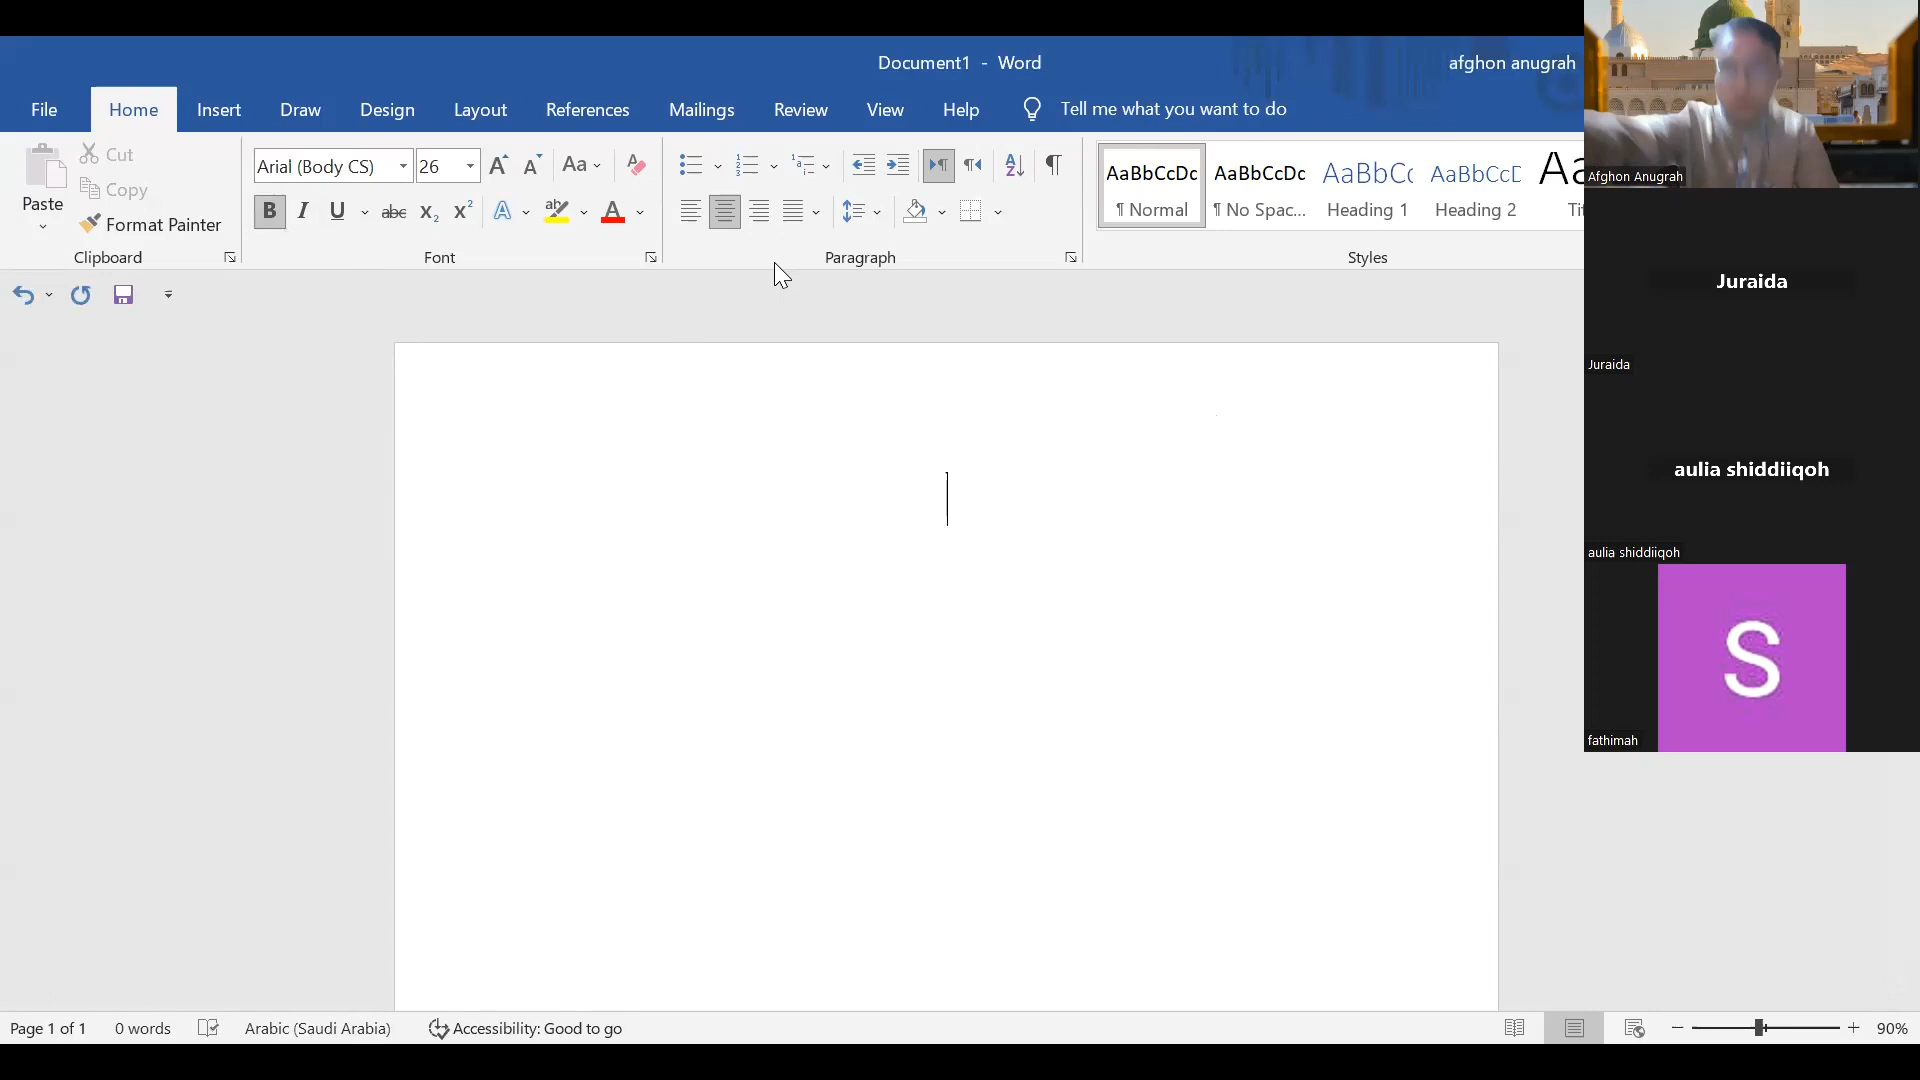 Document1 - Word
afghon anugrah
File
Home
Insert
Draw
Design
Layout
References
Mailings
Review
View
Help
Tell me what you want to do
Paste
Cut
Copy
Format Painter
Clipboard
Arial (Body CS)
26
Font
Paragraph
AaBbCcDc
¶ Normal
AaBbCcDc
¶ No Spac...
AaBbCc
Heading 1
AaBbCcD
Heading 2
Styles
Afghon Anugrah
Juraida
Juraida
aulia shiddiiqoh
aulia shiddiiqoh
S
fathimah
Page 1 of 1
0 words
Arabic (Saudi Arabia)
Accessibility: Good to go
90%